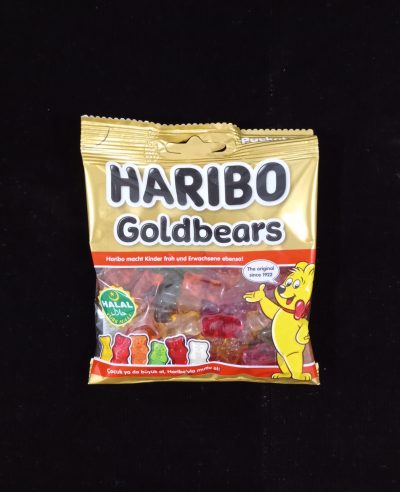 HARIBO
Goldbears
Haribo macht Kinder froh und Erwachsene ebenso!
The original
since 1922
HALAL
حلال
Çocuk ya da büyük ol, Haribo'yla mutlu ol!